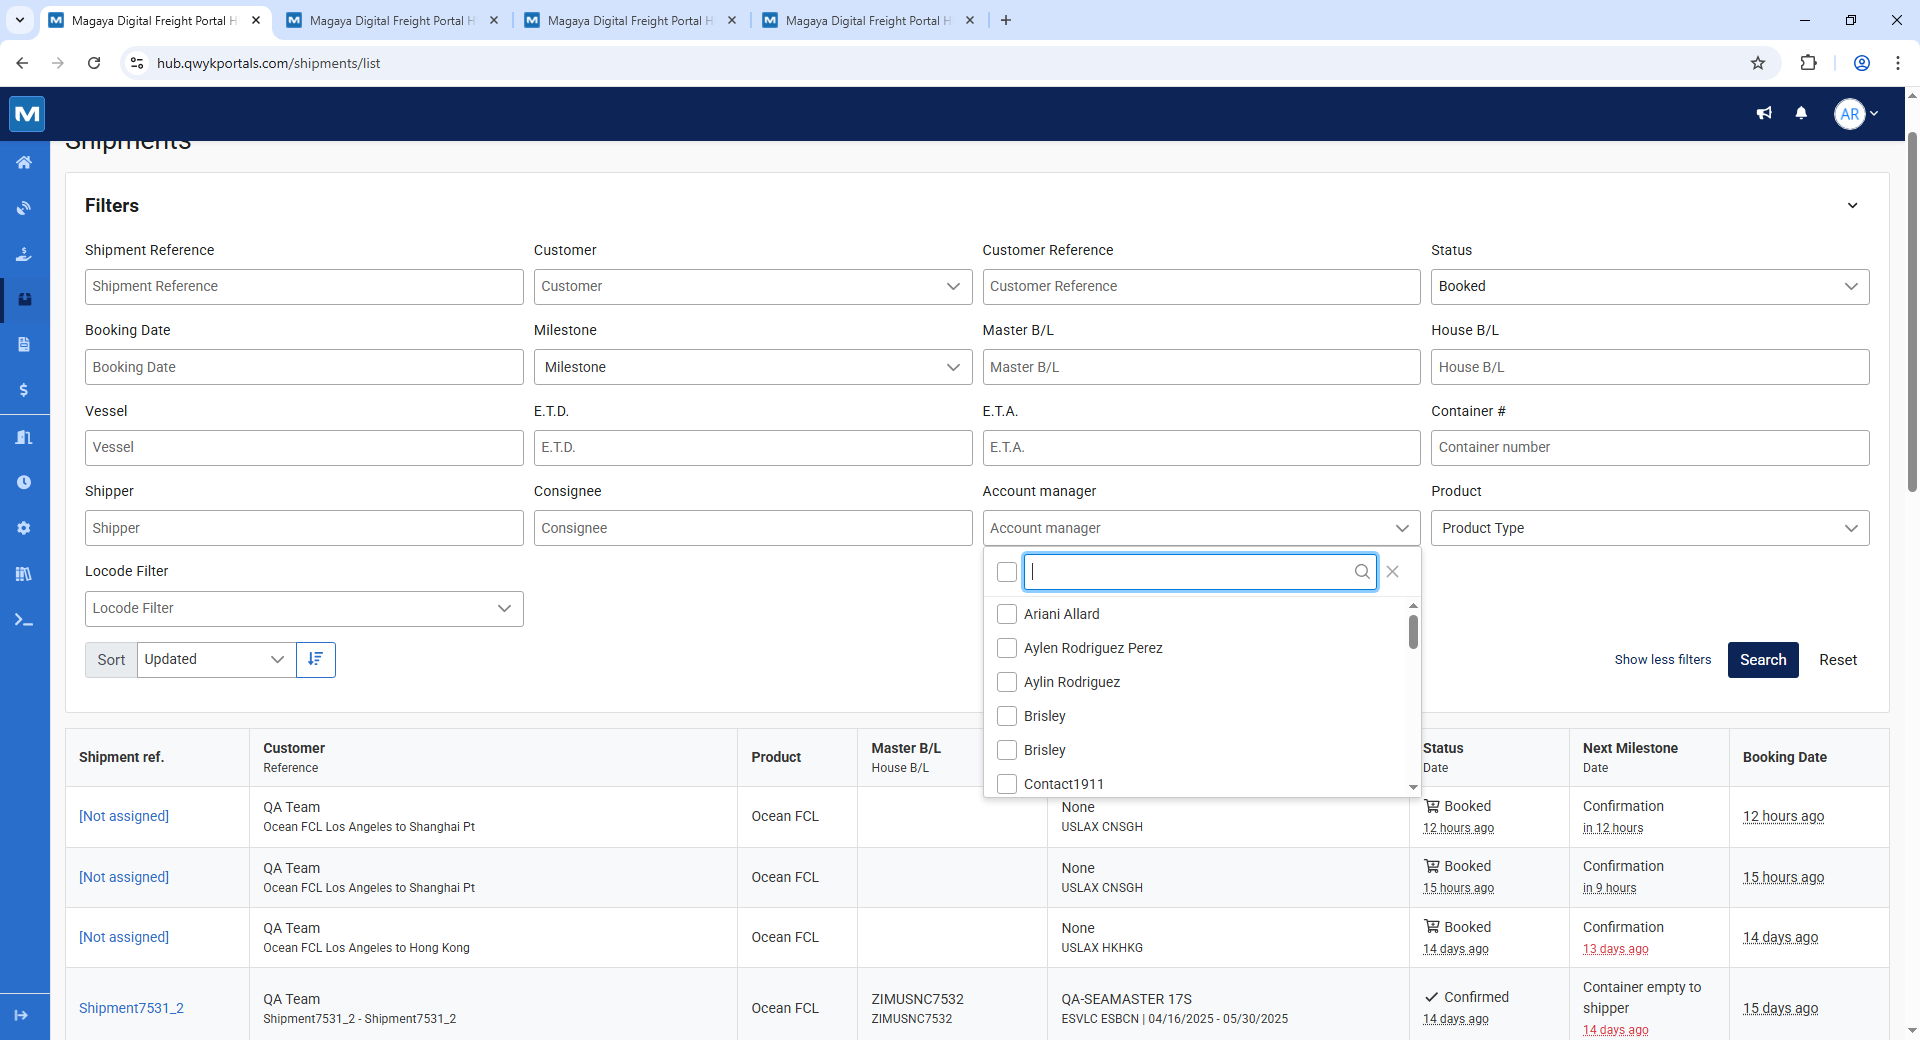 Magaya Digital Freight Portal H
Magaya Digital Freight Portal H
Magaya Digital Freight Portal H
Magaya Digital Freight Portal H
hub.qwykportals.com/shipments/list
M
AR
Shipments
Filters
Shipment Reference
Customer
Customer Reference
Status
Shipment Reference
Customer
Customer Reference
Booked
Booking Date
Milestone
Master B/L
House B/L
Booking Date
Milestone
Master B/L
House B/L
Vessel
E.T.D.
E.T.A.
Container #
Vessel
E.T.D.
E.T.A.
Container number
Shipper
Consignee
Account manager
Product
Shipper
Consignee
Account manager
Product Type
Locode Filter
Locode Filter
Ariani Allard
Aylen Rodriguez Perez
Aylin Rodriguez
Brisley
Brisley
Contact1911
Sort
Updated
Show less filters
Search
Reset
Shipment ref.
Customer
Reference
Product
Master B/L
House B/L
Status
Date
Next Milestone
Date
Booking Date
[Not assigned]
QA Team
Ocean FCL Los Angeles to Shanghai Pt
Ocean FCL
None
USLAX CNSGH
Booked
12 hours ago
Confirmation
in 12 hours
12 hours ago
[Not assigned]
QA Team
Ocean FCL Los Angeles to Shanghai Pt
Ocean FCL
None
USLAX CNSGH
Booked
15 hours ago
Confirmation
in 9 hours
15 hours ago
[Not assigned]
QA Team
Ocean FCL Los Angeles to Hong Kong
Ocean FCL
None
USLAX HKHKG
Booked
14 days ago
Confirmation
13 days ago
14 days ago
Shipment7531_2
QA Team
Shipment7531_2 - Shipment7531_2
Ocean FCL
ZIMUSNC7532
ZIMUSNC7532
QA-SEAMASTER 17S
ESVLC ESBCN | 04/16/2025 - 05/30/2025
Confirmed
14 days ago
Container empty to
shipper
14 days ago
15 days ago